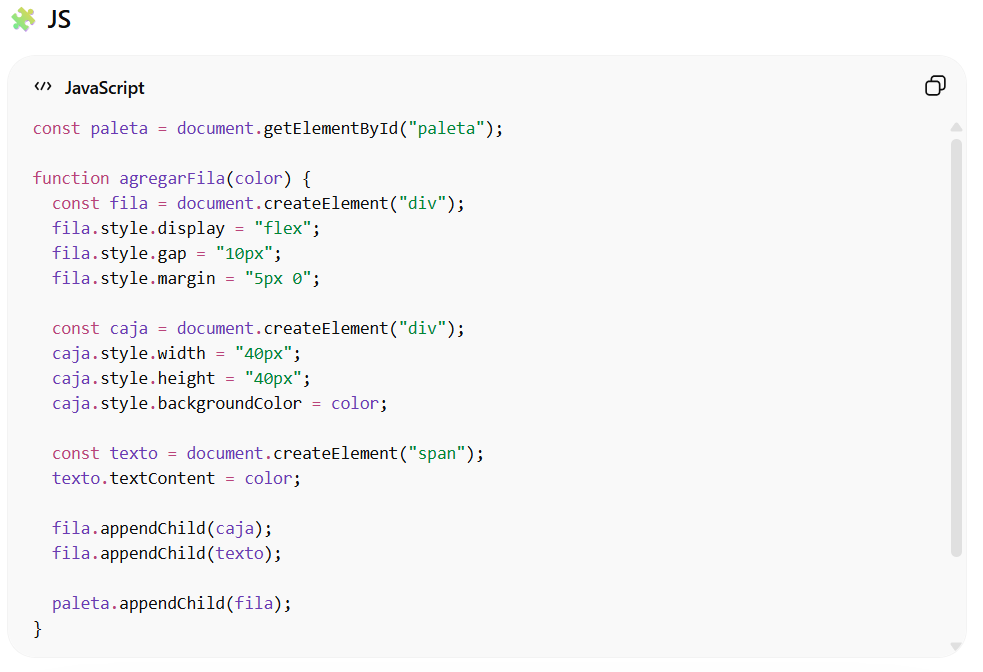 JS
JavaScript
const paleta = document.getElementById("paleta");
function agregarFila(color) {
const fila = document.createElement("div");
fila.style.display = "flex";
fila.style.gap = "10px";
fila.style.margin = "5px 0";
const caja = document.createElement("div");
caja.style.width = "40px";
caja.style.height = "40px";
caja.style.backgroundColor = color;
const texto = document.createElement("span");
texto.textContent = color;
fila.appendChild(caja);
fila.appendChild(texto);
paleta.appendChild(fila);
}